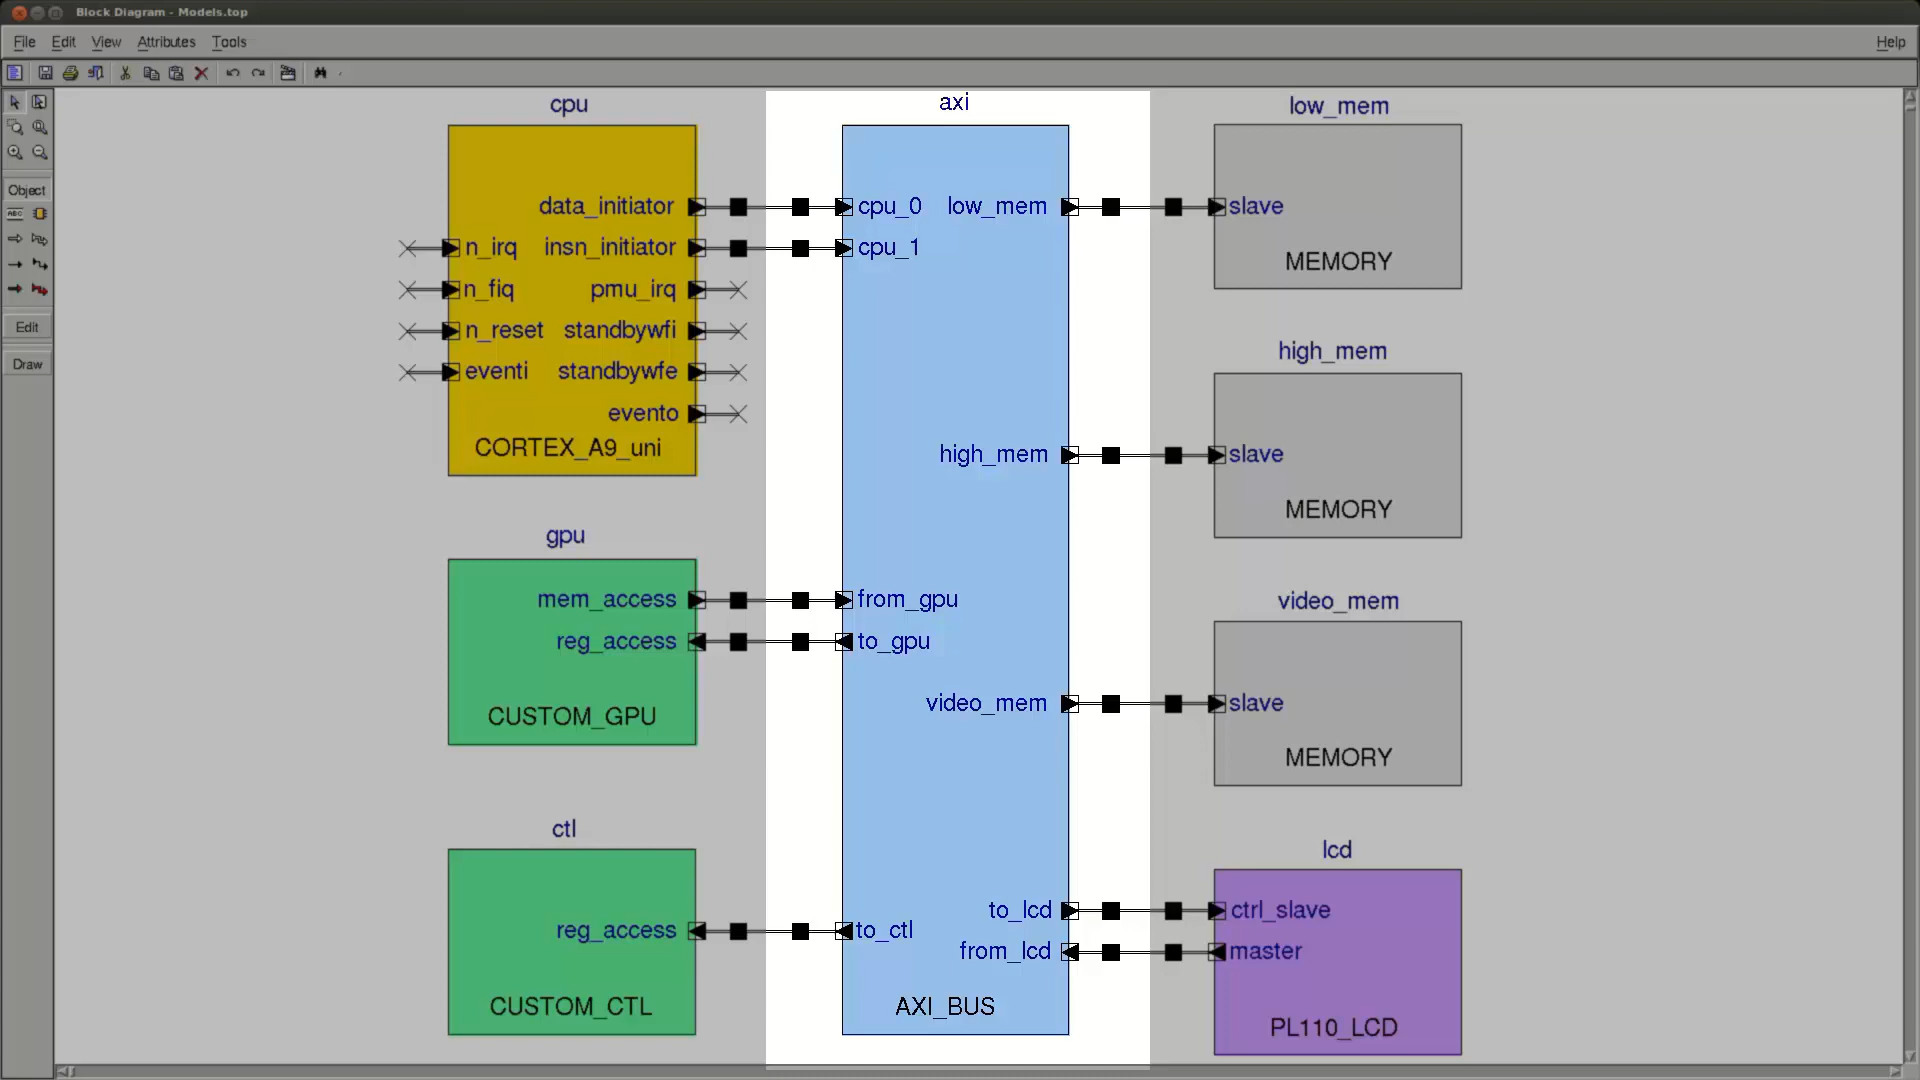 Block Diagram - Models.top
File Edit View Attributes Tools Help
Object
ABC
Edit
Draw
cpu
data_initiator
n_irq insn_initiator
n_fiq pmu_irq
n_reset standbywfi
eventi standbywfe
evento
CORTEX_A9_uni
gpu
mem_access
reg_access
CUSTOM_GPU
ctl
reg_access
CUSTOM_CTL
axi
cpu_0 low_mem
cpu_1
high_mem
from_gpu
to_gpu
video_mem
to_lcd
to_ctl
from_lcd
AXI_BUS
low_mem
slave
MEMORY
high_mem
slave
MEMORY
video_mem
slave
MEMORY
lcd
ctrl_slave
master
PL110_LCD